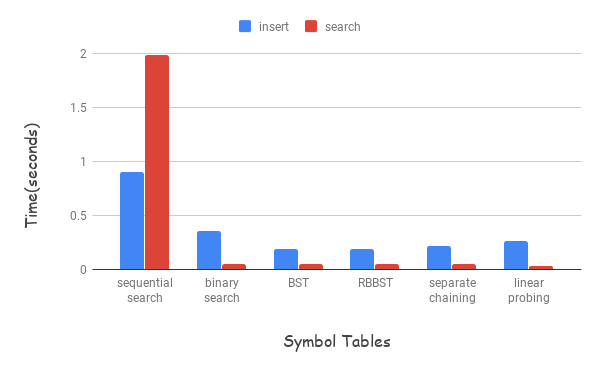 insert search
Time(seconds)
2
1.5
1
0.5
0
sequential search
binary search
BST
RBBST
separate chaining
linear probing
Symbol Tables